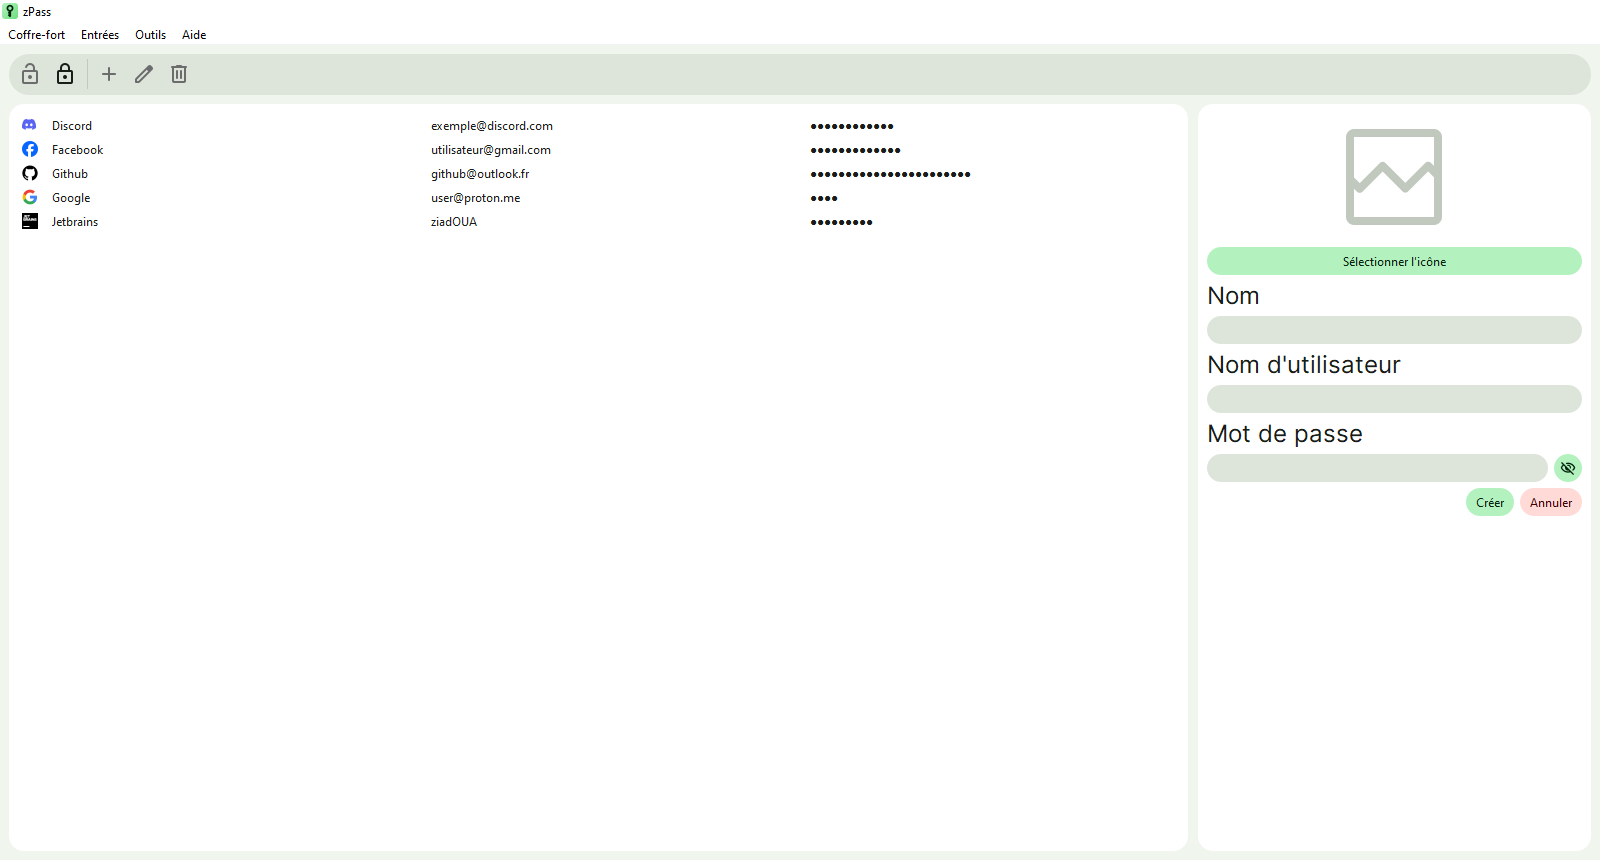 zPass
Coffre-fort Entrées Outils Aide
Discord exemple@discord.com ●●●●●●●●●●●●
Facebook utilisateur@gmail.com ●●●●●●●●●●●●●
Github github@outlook.fr ●●●●●●●●●●●●●●●●●●●●●●●
Google user@proton.me ●●●●
Jetbrains ziadOUA ●●●●●●●●●
Sélectionner l'icône
Nom
Nom d'utilisateur
Mot de passe
Créer Annuler